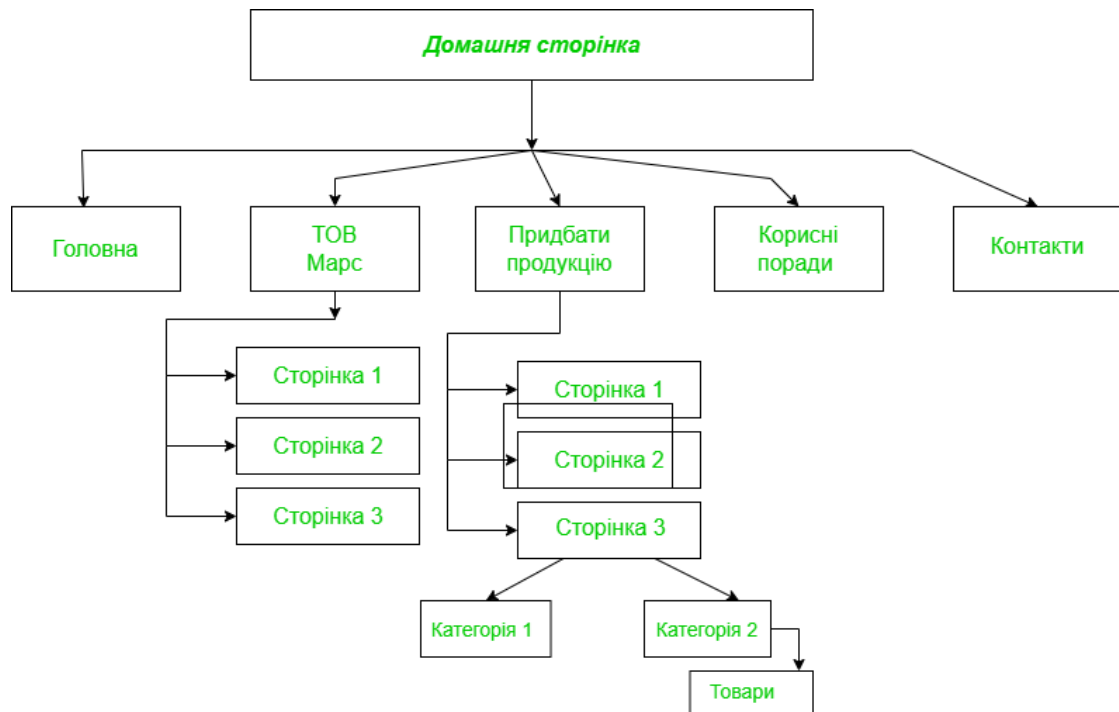 Домашня сторінка
Головна
ТОВ
Марс
Придбати
продукцію
Корисні
поради
Контакти
Сторінка 1
Сторінка 2
Сторінка 3
Сторінка 1
Сторінка 2
Сторінка 3
Категорія 1
Категорія 2
Товари